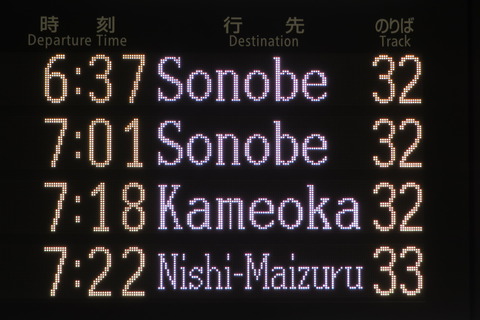 時刻 行先 のりば
Departure Time Destination Track
6:37 Sonobe 32
7:01 Sonobe 32
7:18 Kameoka 32
7:22 Nishi-Maizuru 33